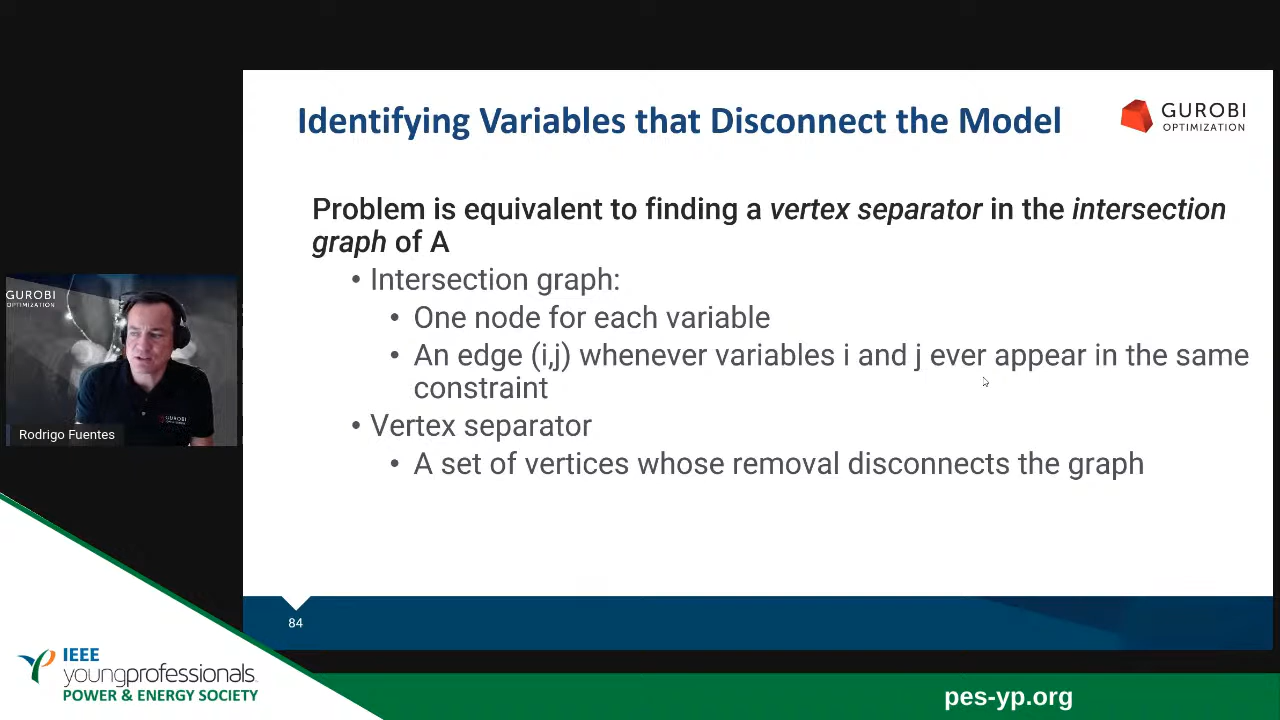 Identifying Variables that Disconnect the Model
GUROBI
OPTIMIZATION
Problem is equivalent to finding a vertex separator in the intersection
graph of A
• Intersection graph:
• One node for each variable
• An edge (i,j) whenever variables i and j ever appear in the same
constraint
• Vertex separator
• A set of vertices whose removal disconnects the graph
84
GUROBI
OPTIMIZATION
GUROBI
Rodrigo Fuentes
IEEE
youngprofessionals
POWER & ENERGY SOCIETY
pes-yp.org